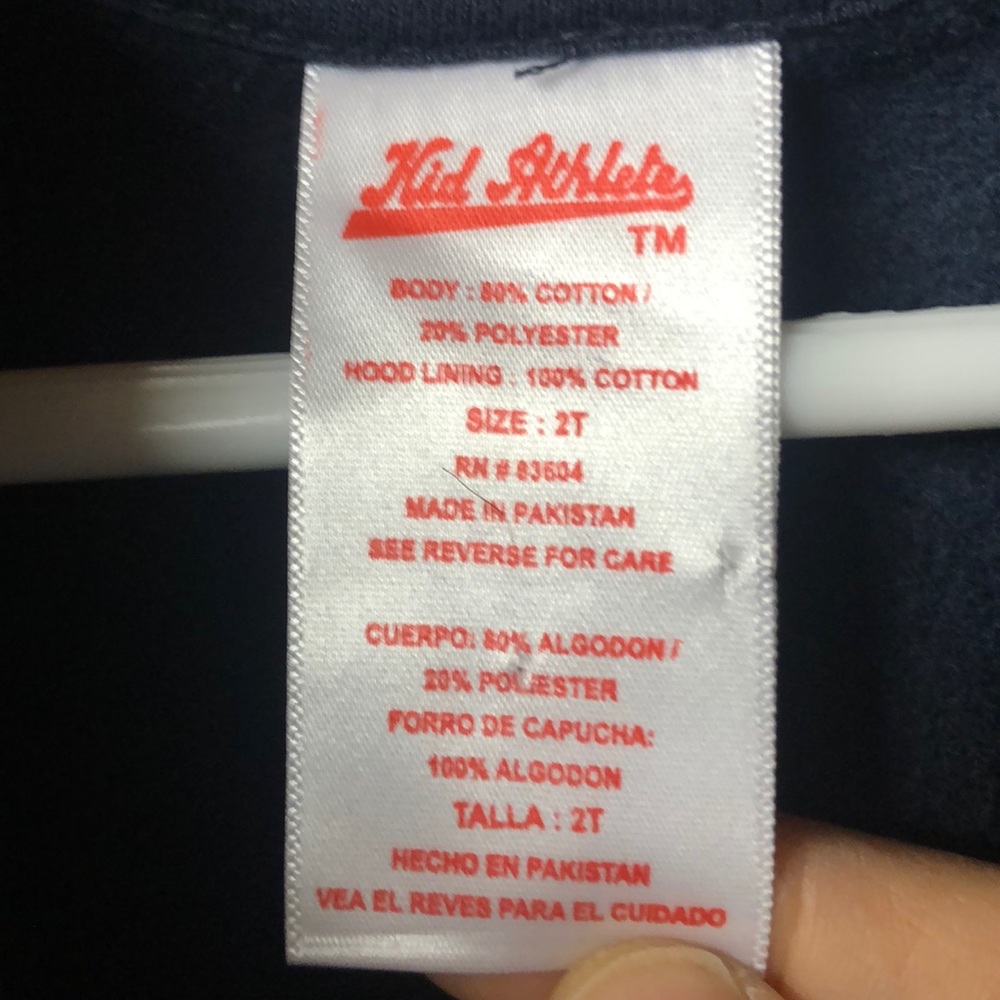 Kid Athlete
TM
BODY : 80% COTTON /
20% POLYESTER
HOOD LINING : 100% COTTON
SIZE : 2T
RN # 83604
MADE IN PAKISTAN
SEE REVERSE FOR CARE
CUERPO: 80% ALGODON /
20% POLIESTER
FORRO DE CAPUCHA:
100% ALGODON
TALLA : 2T
HECHO EN PAKISTAN
VEA EL REVES PARA EL CUIDADO